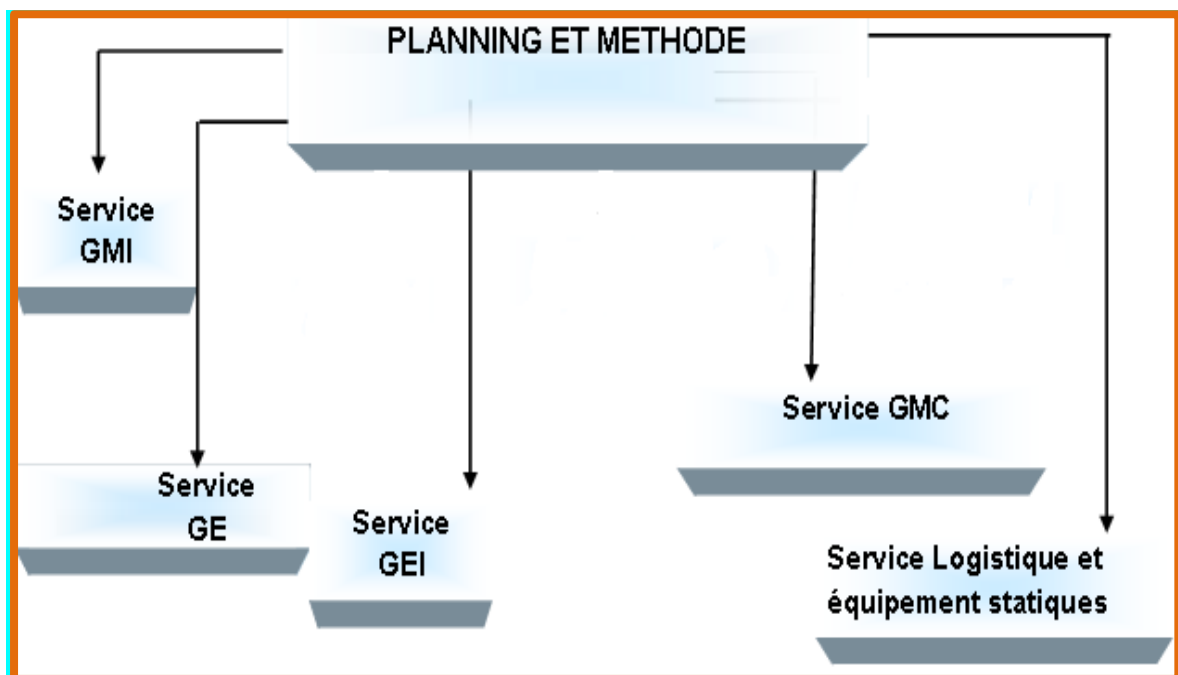 PLANNING ET METHODE
Service
GMI
Service GMC
Service
GE
Service
GEI
Service Logistique et
équipement statiques